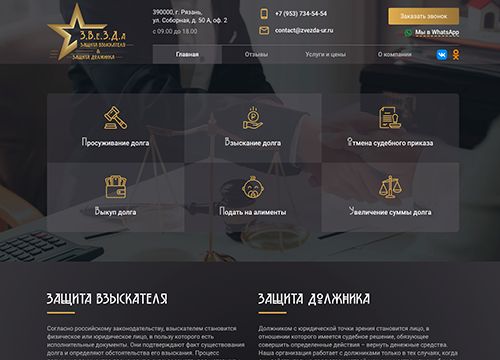 З.В.е.З.Д.а
ЗАЩИТА ВЗЫСКАТЕЛЯ
&
ЗАЩИТА ДОЛЖНИКА
390000, г. Рязань,
ул. Соборная, д. 50 А, оф. 2
с 09.00 до 18.00
+7 (953) 734-54-54
contact@zvezda-ur.ru
Заказать звонок
Мы в WhatsApp
Главная
Отзывы
Услуги и цены
О компании
Просуживание долга
Взыскание долга
Отмена судебного приказа
Выкуп долга
Подать на алименты
Увеличение суммы долга
ЗАЩИТА ВЗЫСКАТЕЛЯ
Согласно российскому законодательству, взыскателем становится
физическое или юридическое лицо, в пользу которого есть
исполнительные документы. Они подтверждают факт существования
долга и определяют обстоятельство его взыскания. Процесс
ЗАЩИТА ДОЛЖНИКА
Должником с юридической точки зрения становится лицо, в
отношении которого имеется судебное решение, обязующее
совершить определенные действия – вернуть денежные средства.
Наша организация работает с должниками только в тех случаях, когда